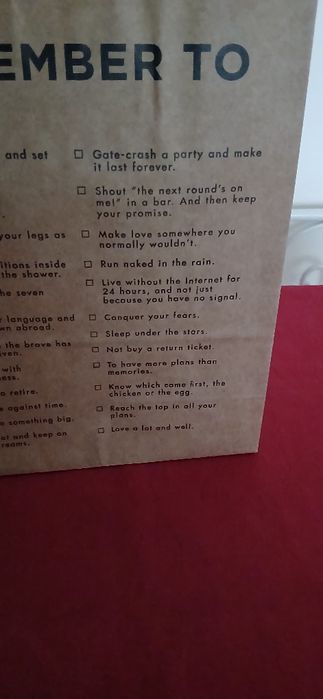 EMBER TO
and set
your legs as
itions inside
the shower.
he seven
language and
wn abroad.
the brave has
iven.
with
ness.
o retire.
e against time.
e something big.
at and keep on
reams.
☐ Gate-crash a party and make
it last forever.
☐ Shout "the next round's on
me!" in a bar. And then keep
your promise.
☐ Make love somewhere you
normally wouldn't.
☐ Run naked in the rain.
☐ Live without the Internet for
24 hours, and not just
because you have no signal.
☐ Conquer your fears.
☐ Sleep under the stars.
☐ Not buy a return ticket.
☐ To have more plans than
memories.
☐ Know which came first, the
chicken or the egg.
☐ Reach the top in all your
plans.
☐ Love a lot and well.